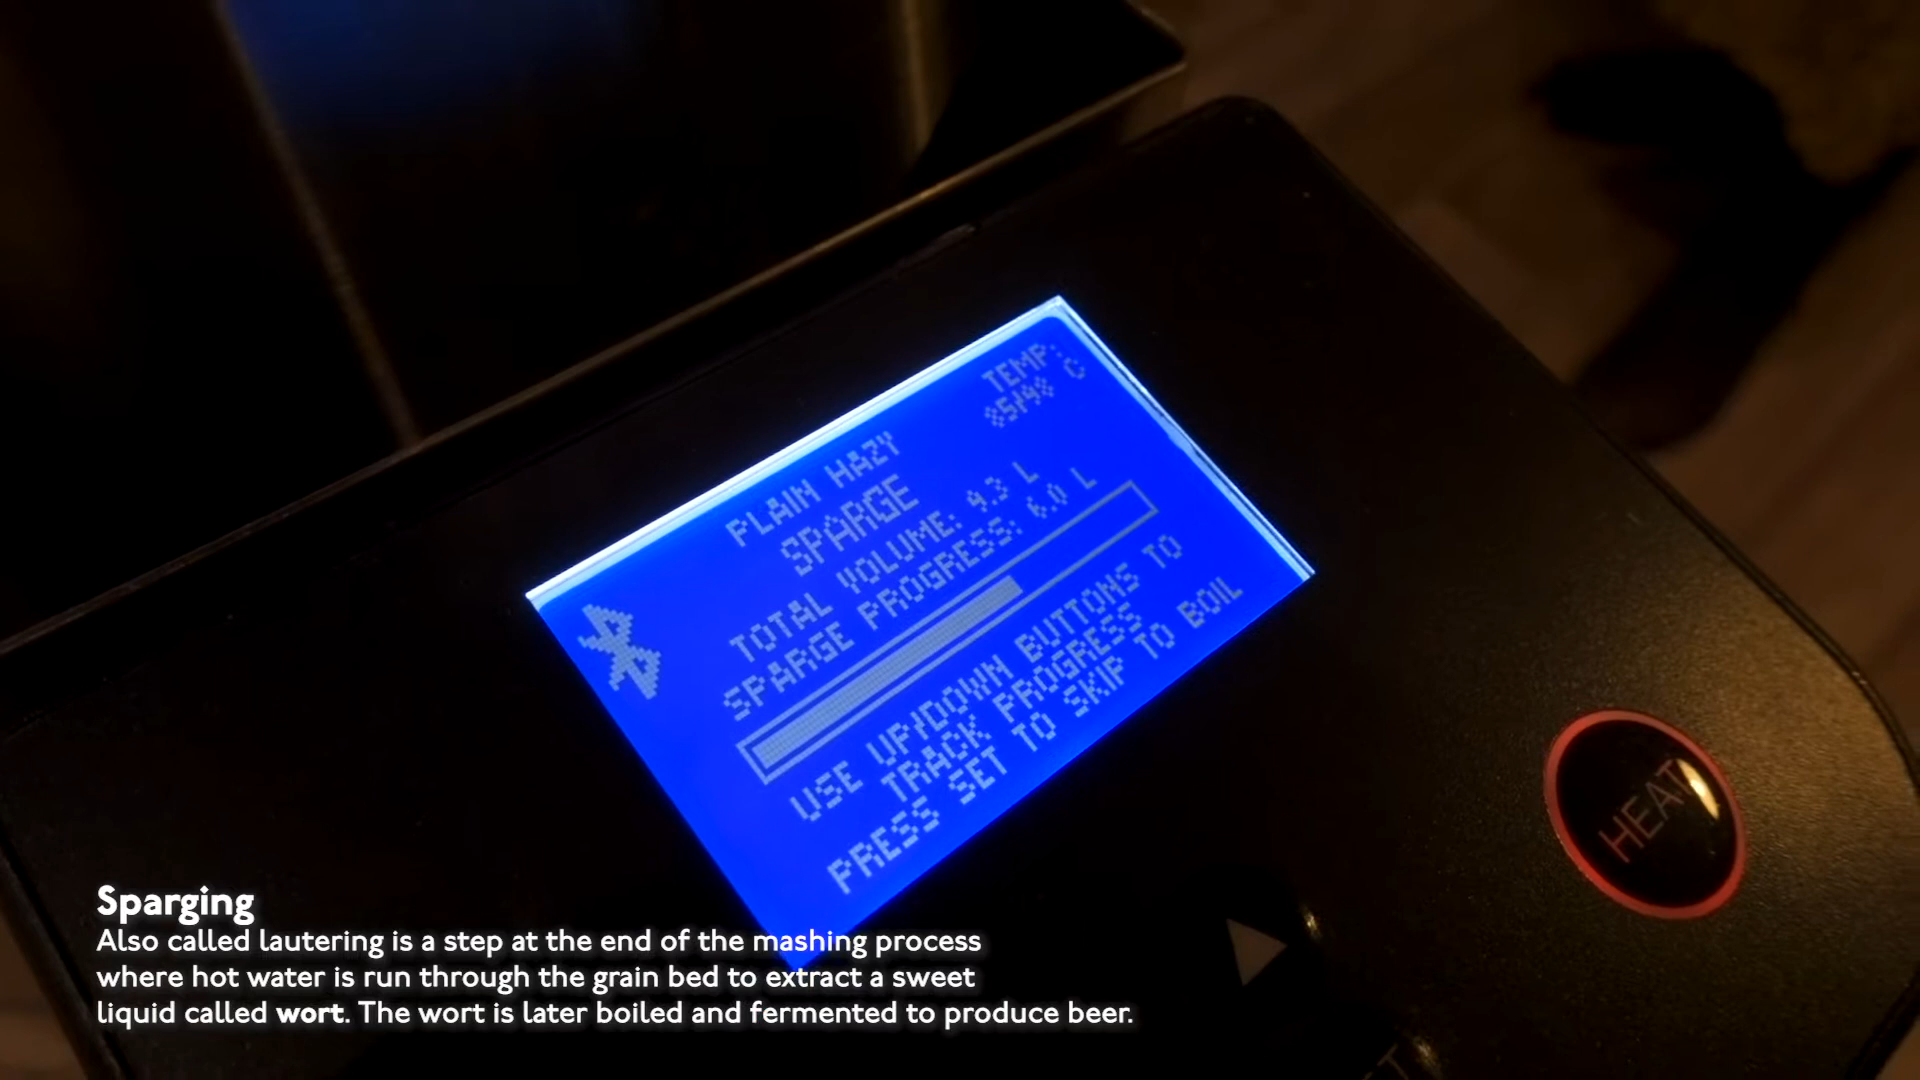 TEMP:
C
PLAIN HAZY
SPARGE
TOTAL VOLUME: 9.3 L
SPARGE PROGRESS: 6.0 L
USE UP/DOWN BUTTONS TO
TRACK PROGRESS
PRESS SET TO SKIP TO BOIL
HEAT
Sparging
Also called lautering is a step at the end of the mashing process
where hot water is run through the grain bed to extract a sweet
liquid called wort. The wort is later boiled and fermented to produce beer.